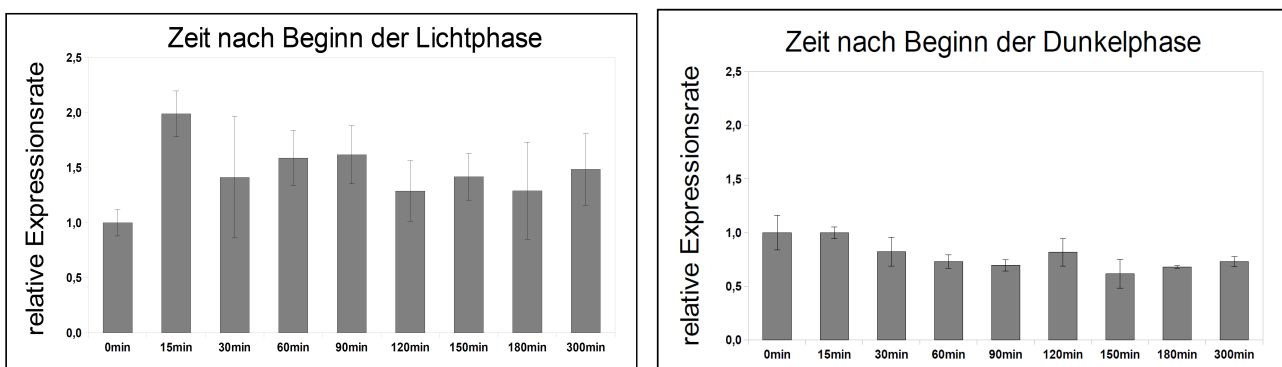 Zeit nach Beginn der Lichtphase
relative Expressionsrate
2,5
2,0
1,5
1,0
0,5
0,0
0min 15min 30min 60min 90min 120min 150min 180min 300min
Zeit nach Beginn der Dunkelphase
relative Expressionsrate
2,5
2,0
1,5
1,0
0,5
0,0
0min 15min 30min 60min 90min 120min 150min 180min 300min